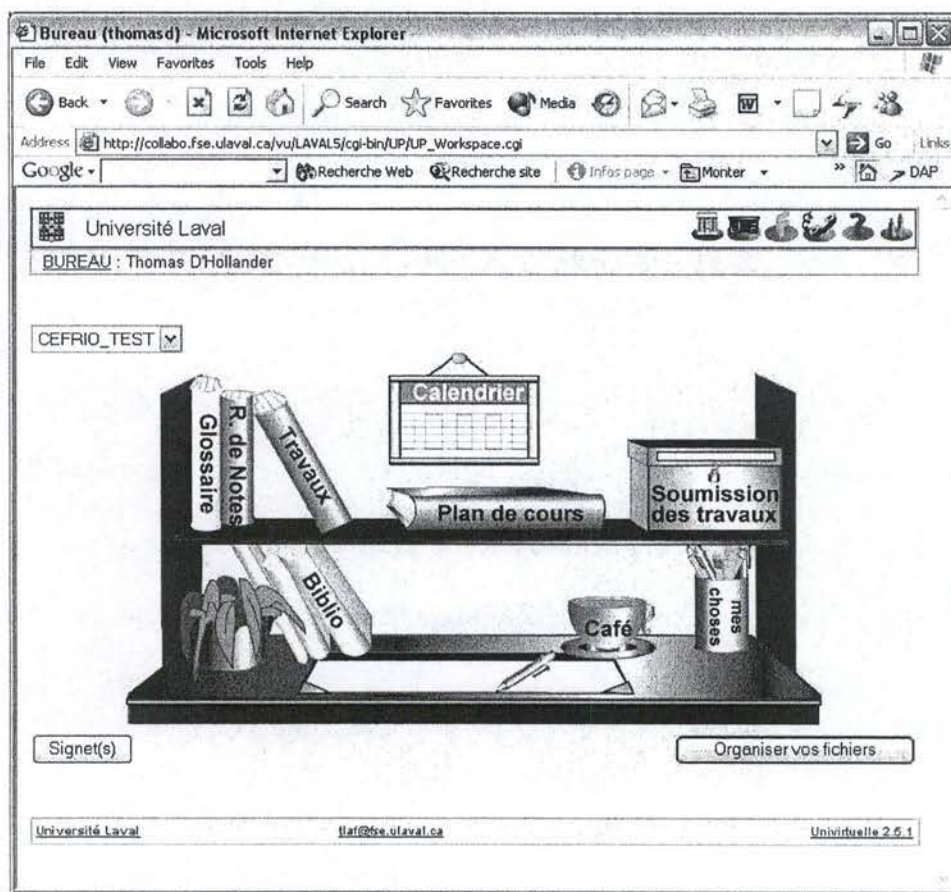 Bureau (thomasd) - Microsoft Internet Explorer
File Edit View Favorites Tools Help
Back Search Favorites Media
Address http://collabo.fse.ulaval.ca/vu/LAVAL5/cgi-bin/UP/UP_Workspace.cgi Go Links
Google Recherche Web Recherche site Infos page Monter » DAP
Université Laval
BUREAU : Thomas D'Hollander
CEFRIO_TEST
Calendrier
Glossaire
R. de Notes
Travaux
Plan de cours
Soumission
des travaux
Biblio
Café
mes
choses
Signet(s) Organiser vos fichiers
Université Laval tlaf@fse.ulaval.ca Univirtuelle 2.5.1